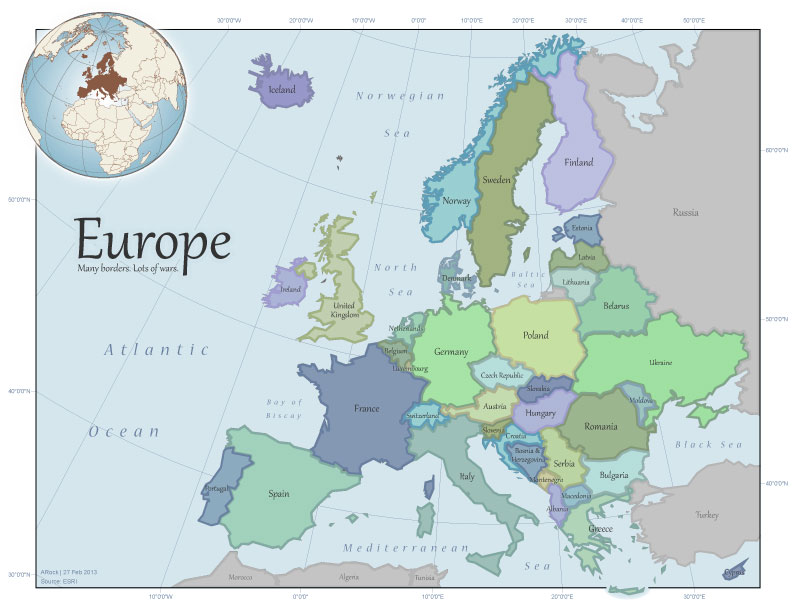 30°0'0"W
20°0'0"W
10°0'0"W
0°0'0"
10°0'0"E
20°0'0"E
30°0'0"E
40°0'0"E
50°0'0"E
Iceland
Norwegian
Sea
60°0'0"N
60°0'0"N
Finland
Sweden
Norway
Russia
Europe
Many borders. Lots of wars.
Estonia
Latvia
Lithuania
Baltic
Sea
Denmark
North
Sea
Ireland
United
Kingdom
Belarus
50°0'0"N
Netherlands
Poland
Atlantic
Ocean
Belgium
Germany
Luxembourg
Ukraine
Czech Republic
Slovakia
40°0'0"N
Bay of
Biscay
France
Switzerland
Austria
Hungary
Moldova
Romania
Slovenia
Croatia
Black Sea
Bosnia &
Herzegovina
Serbia
Italy
Montenegro
Bulgaria
Portugal
Spain
Macedonia
Albania
40°0'0"N
Turkey
Greece
Mediterranean
Sea
Cyprus
30°0'0"N
ARock | 27 Feb 2013
Source: ESRI
Morocco
Algeria
Tunisia
10°0'0"W
0°0'0"
10°0'0"E
20°0'0"E
30°0'0"E